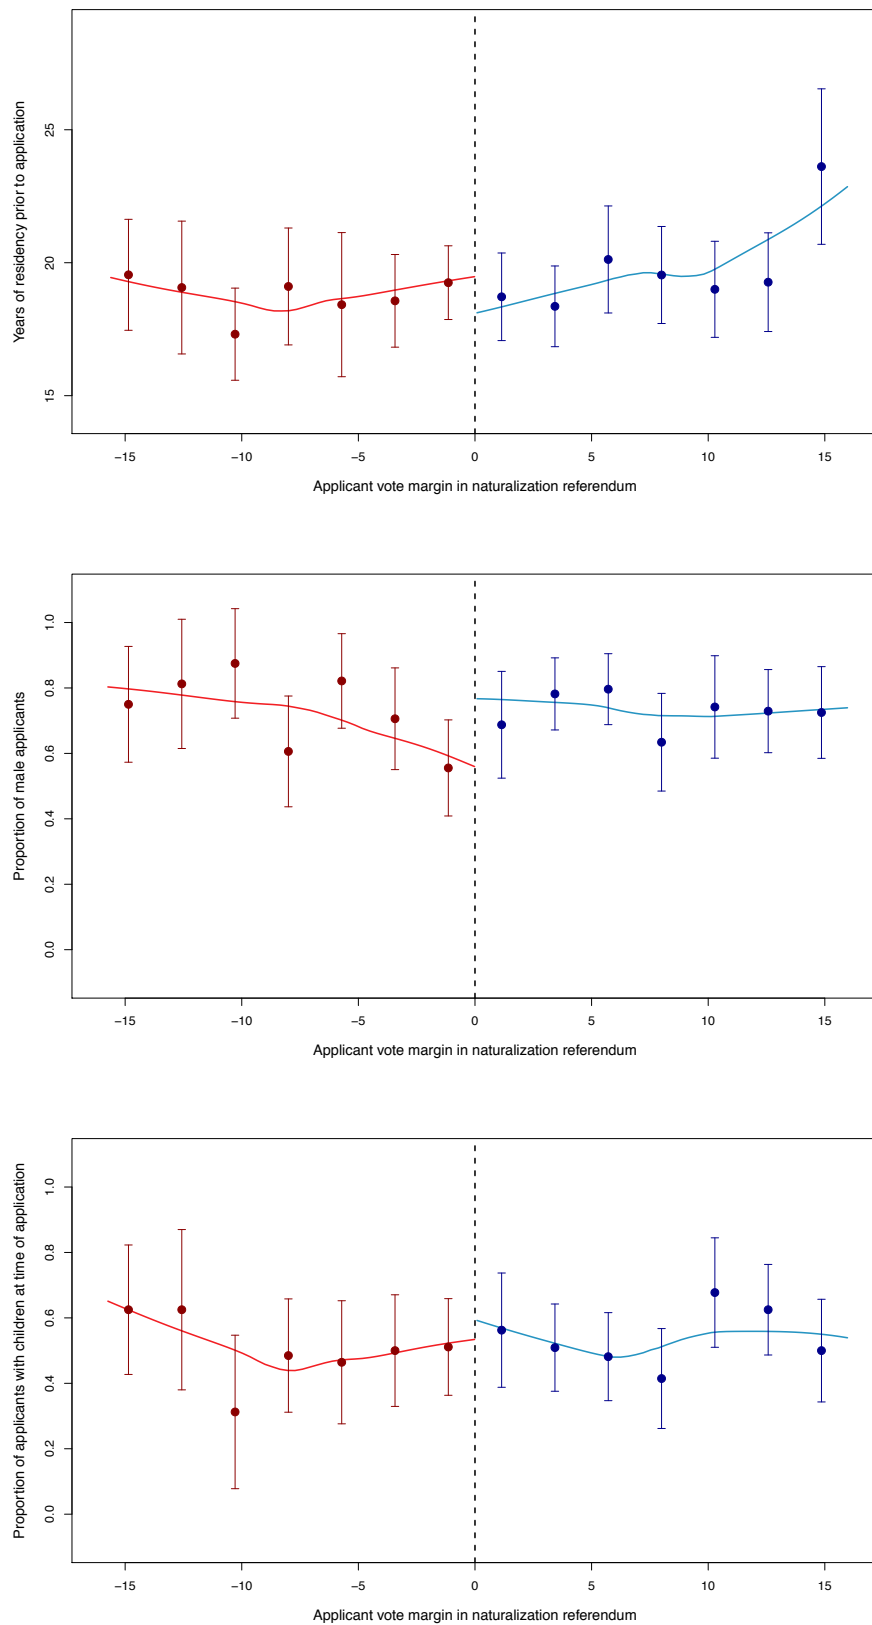 Years of residency prior to application
25
20
15
−15 −10 −5 0 5 10 15
Applicant vote margin in naturalization referendum
Proportion of male applicants
1.0
0.8
0.6
0.4
0.2
0.0
−15 −10 −5 0 5 10 15
Applicant vote margin in naturalization referendum
Proportion of applicants with children at time of application
1.0
0.8
0.6
0.4
0.2
0.0
−15 −10 −5 0 5 10 15
Applicant vote margin in naturalization referendum